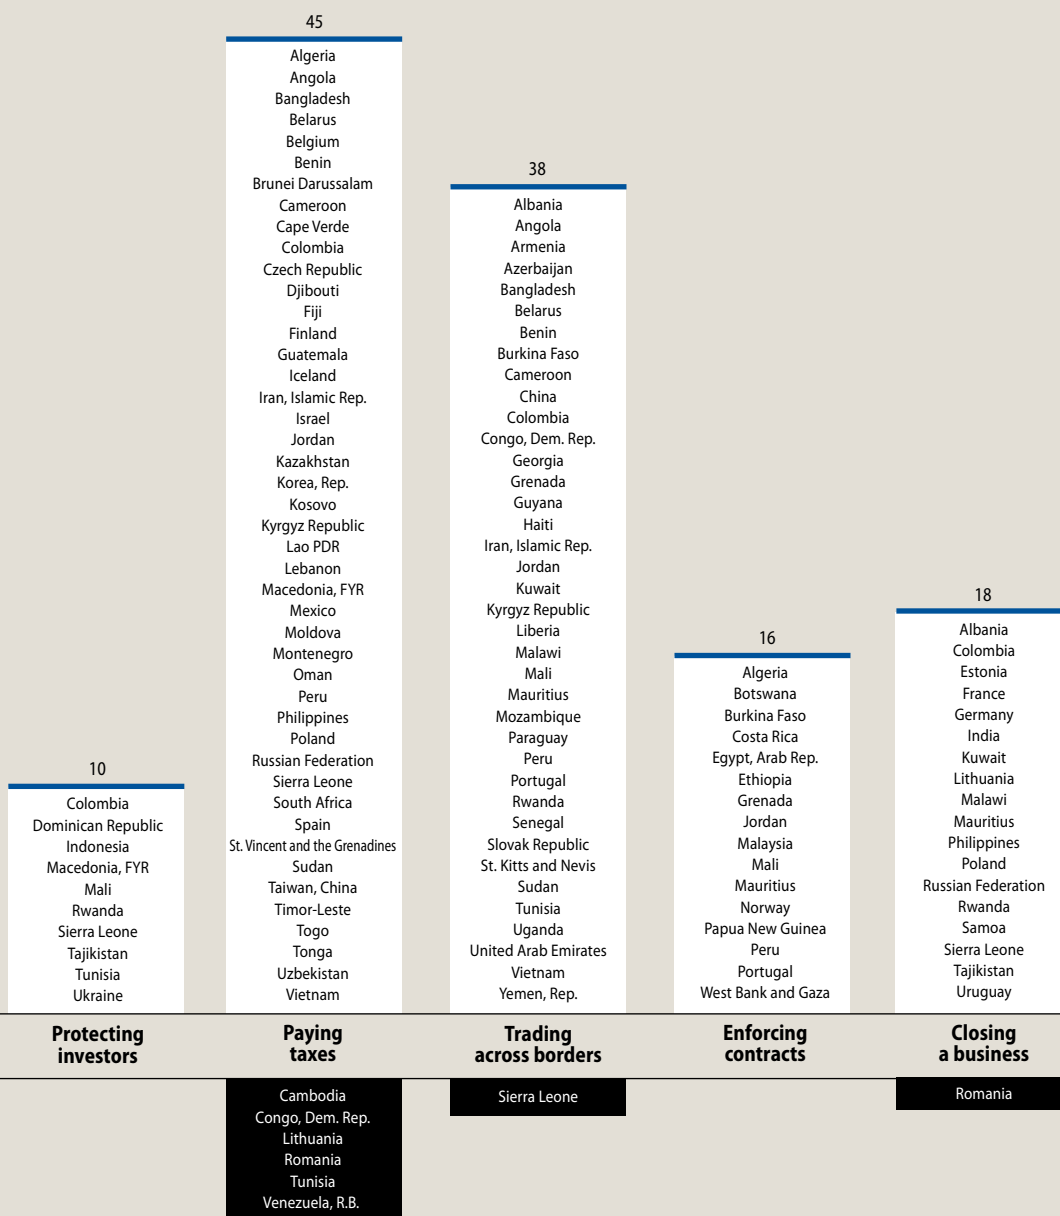 10
Colombia
Dominican Republic
Indonesia
Macedonia, FYR
Mali
Rwanda
Sierra Leone
Tajikistan
Tunisia
Ukraine
Protecting
investors
45
Algeria
Angola
Bangladesh
Belarus
Belgium
Benin
Brunei Darussalam
Cameroon
Cape Verde
Colombia
Czech Republic
Djibouti
Fiji
Finland
Guatemala
Iceland
Iran, Islamic Rep.
Israel
Jordan
Kazakhstan
Korea, Rep.
Kosovo
Kyrgyz Republic
Lao PDR
Lebanon
Macedonia, FYR
Mexico
Moldova
Montenegro
Oman
Peru
Philippines
Poland
Russian Federation
Sierra Leone
South Africa
Spain
St. Vincent and the Grenadines
Sudan
Taiwan, China
Timor-Leste
Togo
Tonga
Uzbekistan
Vietnam
Paying
taxes
Cambodia
Congo, Dem. Rep.
Lithuania
Romania
Tunisia
Venezuela, R.B.
38
Albania
Angola
Armenia
Azerbaijan
Bangladesh
Belarus
Benin
Burkina Faso
Cameroon
China
Colombia
Congo, Dem. Rep.
Georgia
Grenada
Guyana
Haiti
Iran, Islamic Rep.
Jordan
Kuwait
Kyrgyz Republic
Liberia
Malawi
Mali
Mauritius
Mozambique
Paraguay
Peru
Portugal
Rwanda
Senegal
Slovak Republic
St. Kitts and Nevis
Sudan
Tunisia
Uganda
United Arab Emirates
Vietnam
Yemen, Rep.
Trading
across borders
Sierra Leone
16
Algeria
Botswana
Burkina Faso
Costa Rica
Egypt, Arab Rep.
Ethiopia
Grenada
Jordan
Malaysia
Mali
Mauritius
Norway
Papua New Guinea
Peru
Portugal
West Bank and Gaza
Enforcing
contracts
18
Albania
Colombia
Estonia
France
Germany
India
Kuwait
Lithuania
Malawi
Mauritius
Philippines
Poland
Russian Federation
Rwanda
Samoa
Sierra Leone
Tajikistan
Uruguay
Closing
a business
Romania